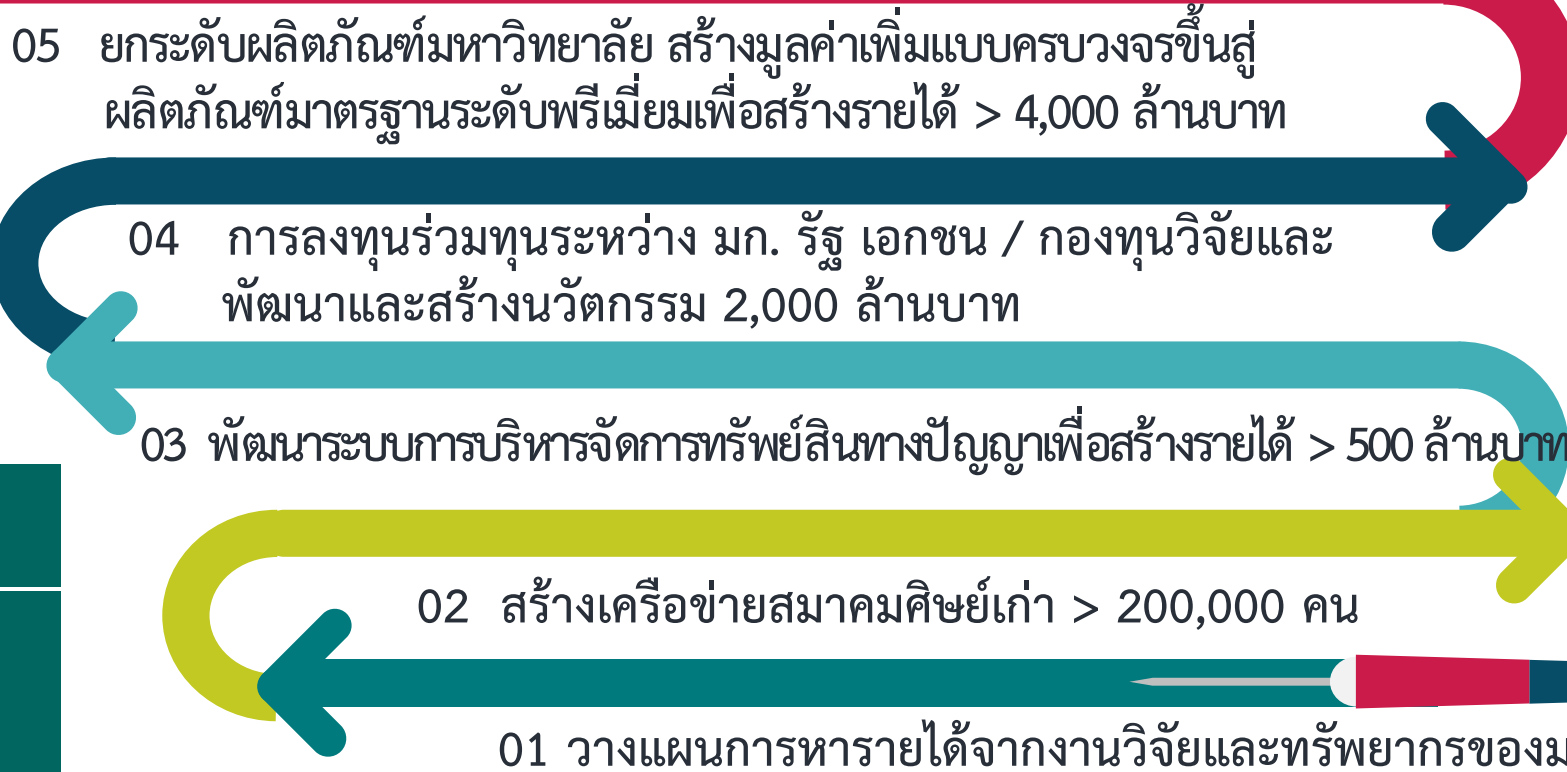 05 ยกระดับผลิตภัณฑ์มหาวิทยาลัย สร้างมูลค่าเพิ่มแบบครบวงจรขึ้นสู่
ผลิตภัณฑ์มาตรฐานระดับพรีเมี่ยมเพื่อสร้างรายได้ > 4,000 ล้านบาท
04 การลงทุนร่วมทุนระหว่าง มก. รัฐ เอกชน / กองทุนวิจัยและ
พัฒนาและสร้างนวัตกรรม 2,000 ล้านบาท
03 พัฒนาระบบการบริหารจัดการทรัพย์สินทางปัญญาเพื่อสร้างรายได้ > 500 ล้านบาท
02 สร้างเครือข่ายสมาคมศิษย์เก่า > 200,000 คน
01 วางแผนการหารายได้จากงานวิจัยและทรัพยากรของ